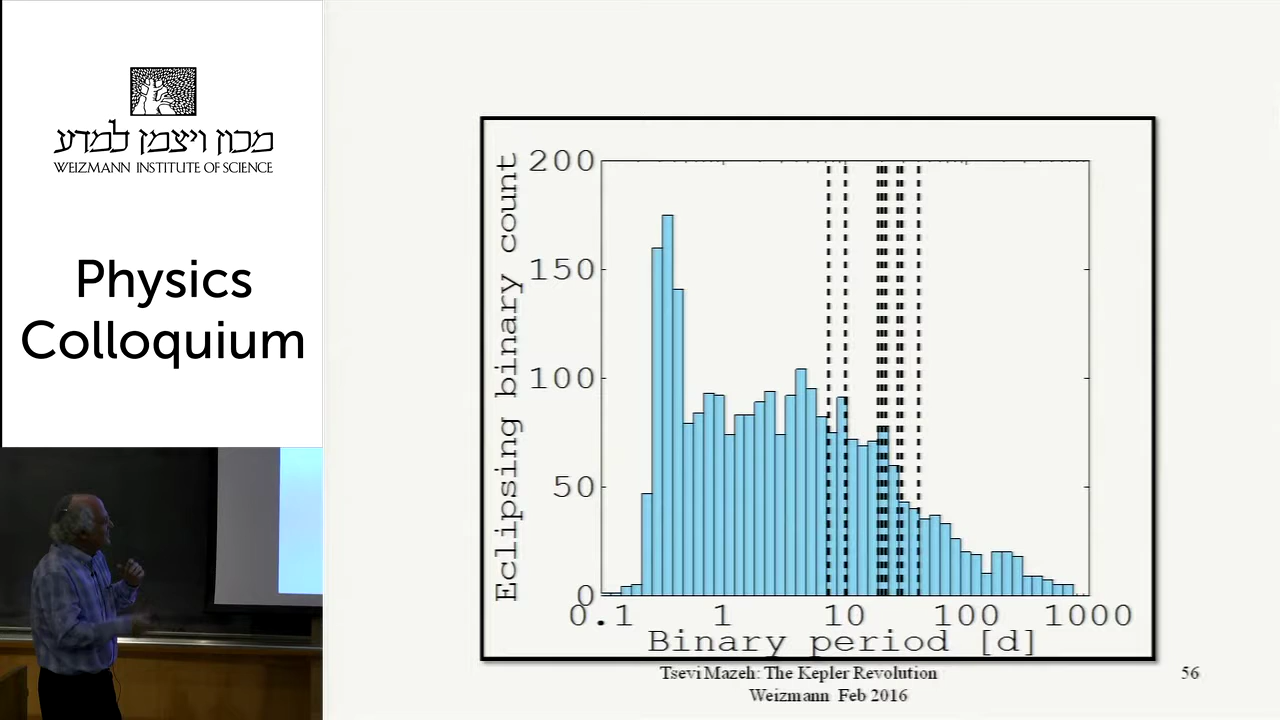 מכון ויצמן למדע
WEIZMANN INSTITUTE OF SCIENCE
Physics
Colloquium
Eclipsing binary count
200
150
100
50
0
0.1 1 10 100 1000
Binary period [d]
Tsevi Mazeh: The Kepler Revolution
Weizmann Feb 2016
56